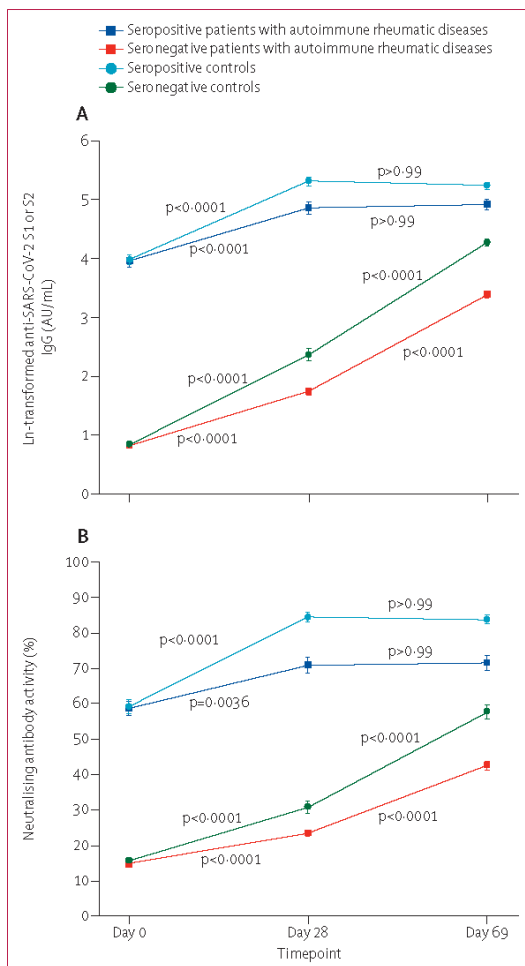 Seropositive patients with autoimmune rheumatic diseases
Seronegative patients with autoimmune rheumatic diseases
Seropositive controls
Seronegative controls
A
Ln-transformed anti-SARS-CoV-2 S1 or S2
IgG (AU/mL)
6
5
4
3
2
1
0
p<0·0001
p>0·99
p<0·0001
p>0·99
p<0·0001
p<0·0001
p<0·0001
p<0·0001
B
Neutralising antibody activity (%)
100
90
80
70
60
50
40
30
20
10
0
p<0·0001
p>0·99
p=0·0036
p>0·99
p<0·0001
p<0·0001
p<0·0001
p<0·0001
Day 0
Day 28
Day 69
Timepoint